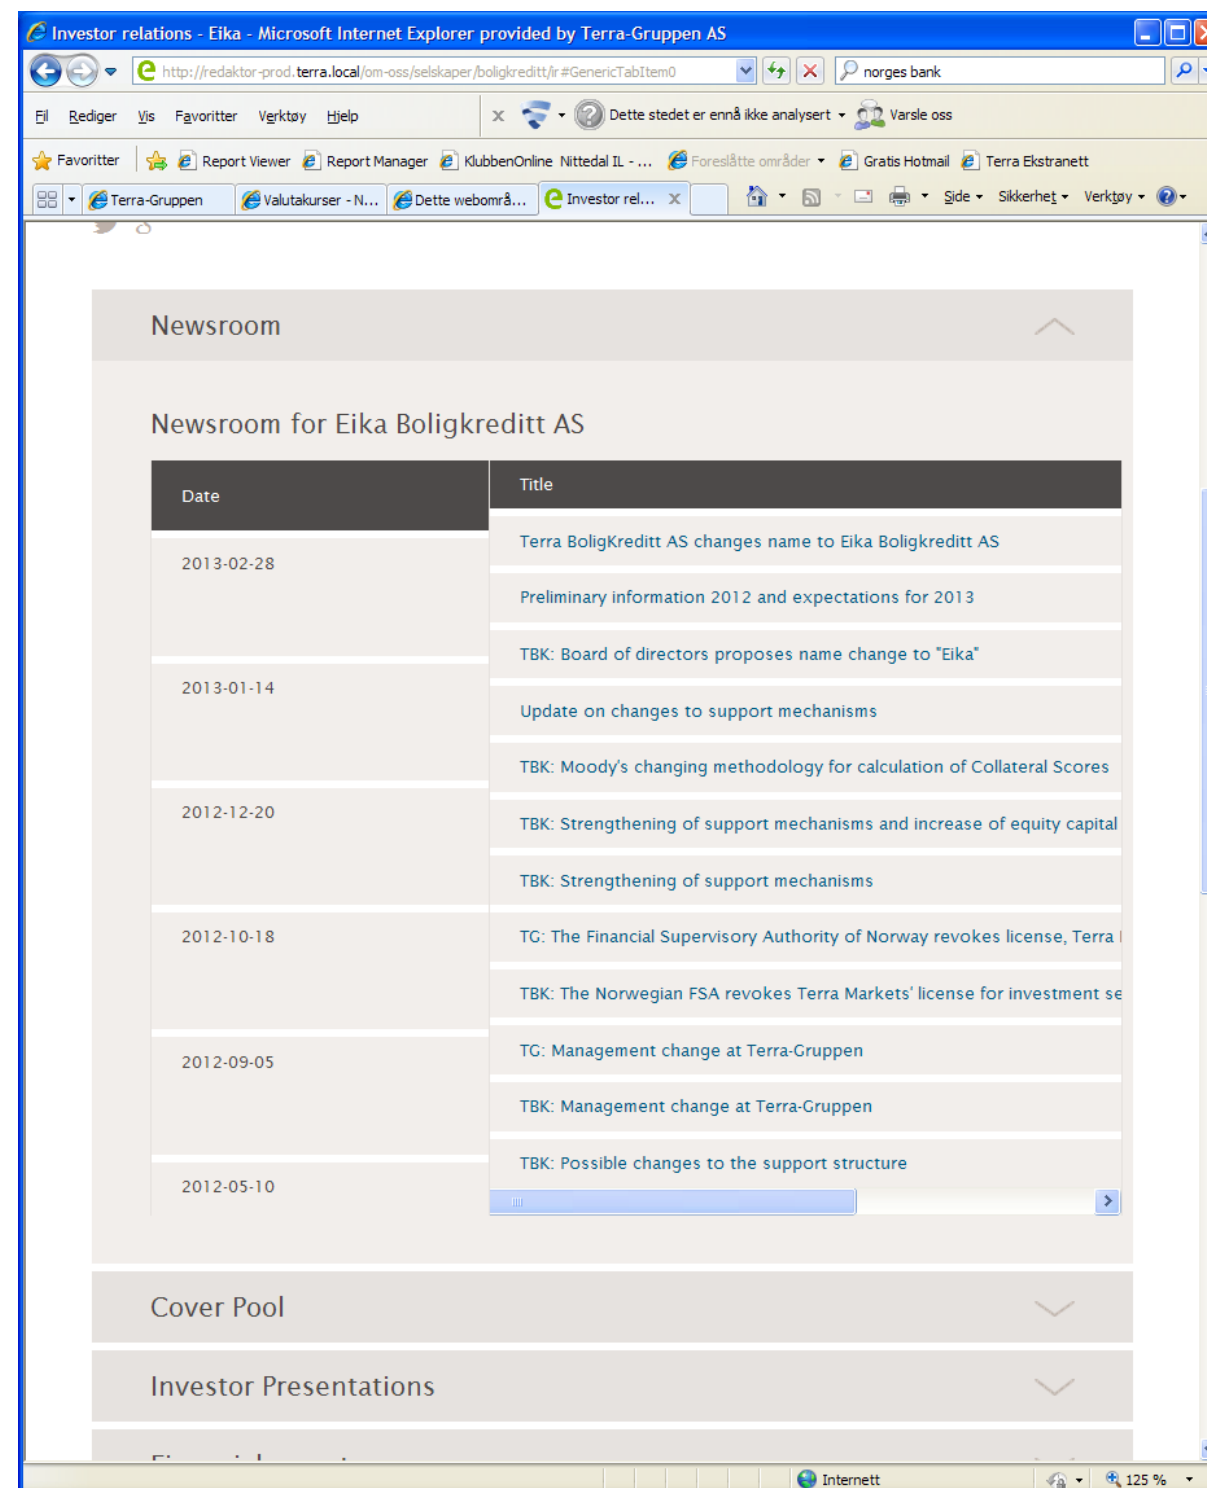 Investor relations - Eika - Microsoft Internet Explorer provided by Terra-Gruppen AS
http://redaktor-prod.terra.local/om-oss/selskaper/boligkreditt/ir#GenericTabItem0
norges bank
Fil Rediger Vis Favoritter Verktøy Hjelp
x Dette stedet er ennå ikke analysert Varsle oss
Favoritter Report Viewer Report Manager KlubbenOnline Nittedal IL - ... Foreslåtte områder Gratis Hotmail Terra Ekstranett
Terra-Gruppen Valutakurser - N... Dette webområ... Investor rel... X Side Sikkerhet Verktøy
Newsroom
Newsroom for Eika Boligkreditt AS
Date
Title
2013-02-28
2013-01-14
2012-12-20
2012-10-18
2012-09-05
2012-05-10
Terra BoligKreditt AS changes name to Eika Boligkreditt AS
Preliminary information 2012 and expectations for 2013
TBK: Board of directors proposes name change to "Eika"
Update on changes to support mechanisms
TBK: Moody's changing methodology for calculation of Collateral Scores
TBK: Strengthening of support mechanisms and increase of equity capital
TBK: Strengthening of support mechanisms
TG: The Financial Supervisory Authority of Norway revokes license, Terra
TBK: The Norwegian FSA revokes Terra Markets' license for investment se
TG: Management change at Terra-Gruppen
TBK: Management change at Terra-Gruppen
TBK: Possible changes to the support structure
Cover Pool
Investor Presentations
Internett
125 %